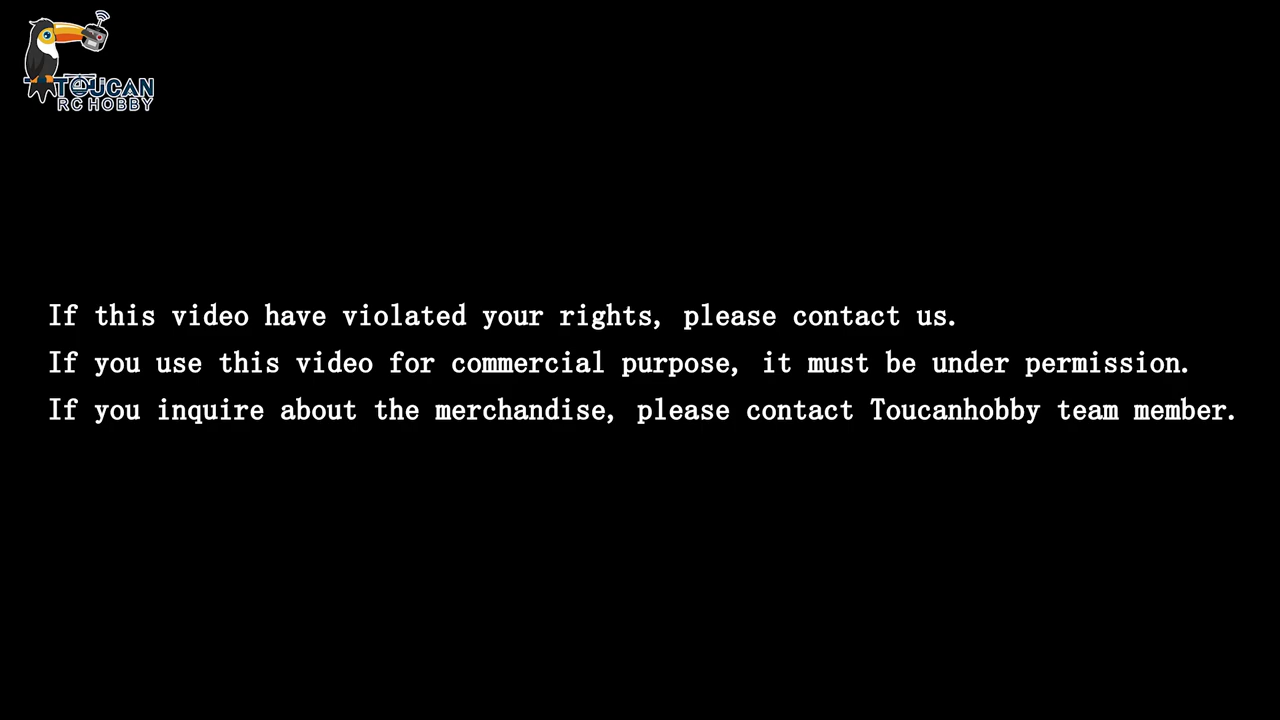 TOUCAN
RC HOBBY
If this video have violated your rights, please contact us.
If you use this video for commercial purpose, it must be under permission.
If you inquire about the merchandise, please contact Toucanhobby team member.